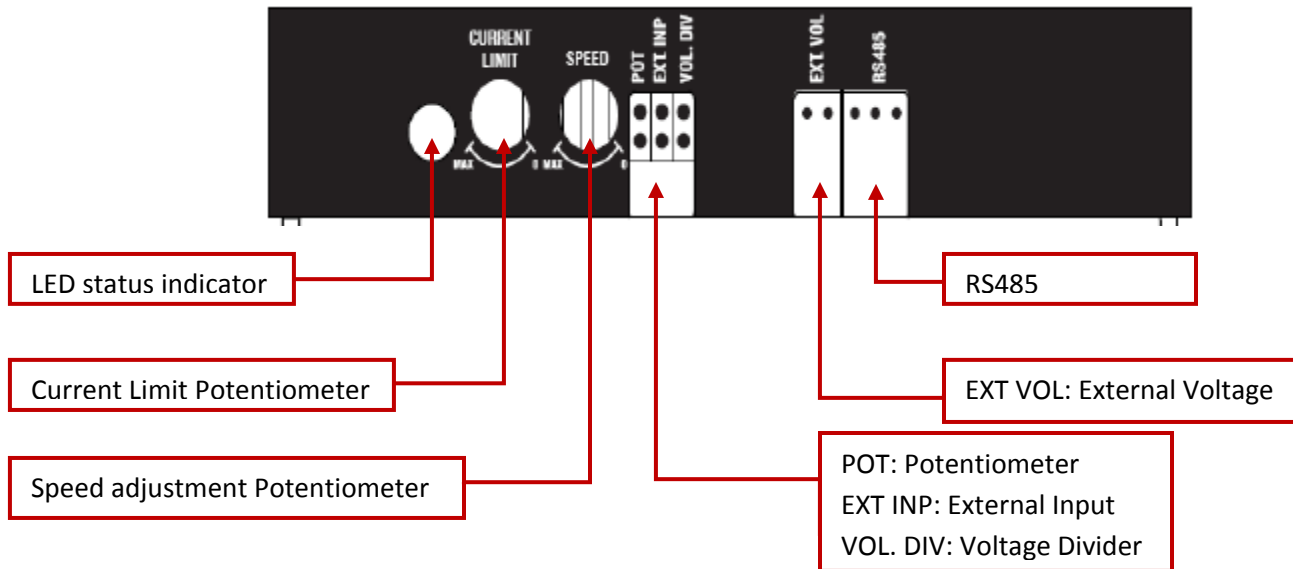 CURRENT
LIMIT
SPEED
POT
EXT. INP
VOL. DIV
EXT. VOL
RS485
MAX
0
MAX
0
LED status indicator
RS485
Current Limit Potentiometer
EXT VOL: External Voltage
Speed adjustment Potentiometer
POT: Potentiometer
EXT INP: External Input
VOL. DIV: Voltage Divider